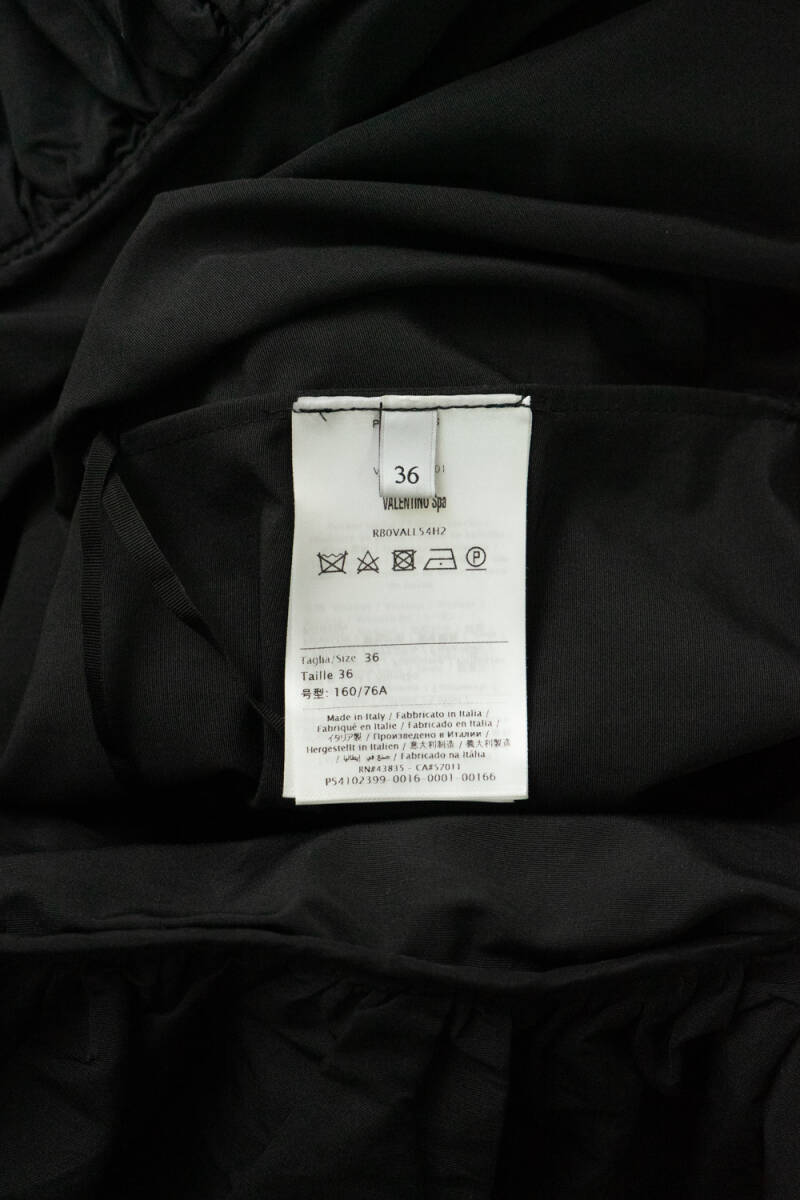 36
VALENTINO Spa
RB0VALL54H2
Taglia/Size 36
Taille 36
号型: 160/76A
Made in Italy / Fabbricato in Italia /
Fabriqué en Italie / Fabricado en Italia /
イタリア製 / Произведено в Италии /
Hergestellt in Italien / 意大利制造 / 義大利製造
/ صنع في إيطاليا / Fabricado na Itália
RN#43835 - CA#57011
P54102399-0016-0001-00166